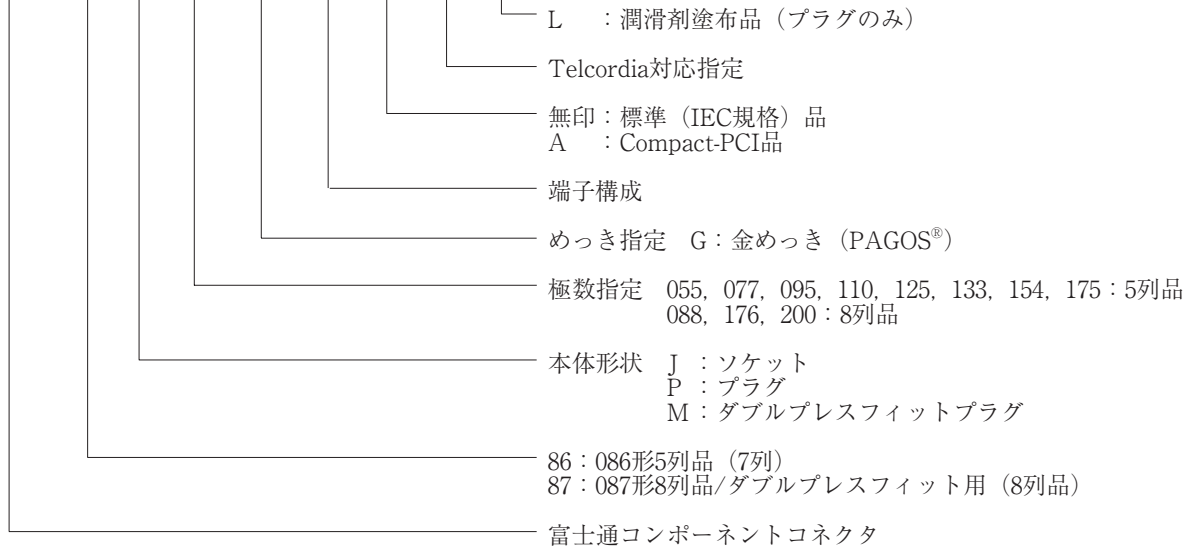 L　：潤滑剤塗布品（プラグのみ）
Telcordia対応指定
無印：標準（IEC規格）品
A　：Compact-PCI品
端子構成
めっき指定　G：金めっき（PAGOS®）
極数指定　055, 077, 095, 110, 125, 133, 154, 175：5列品
088, 176, 200：8列品
本体形状　J　：ソケット
P　：プラグ
M：ダブルプレスフィットプラグ
86：086形5列品（7列）
87：087形8列品/ダブルプレスフィット用（8列品）
富士通コンポーネントコネクタ